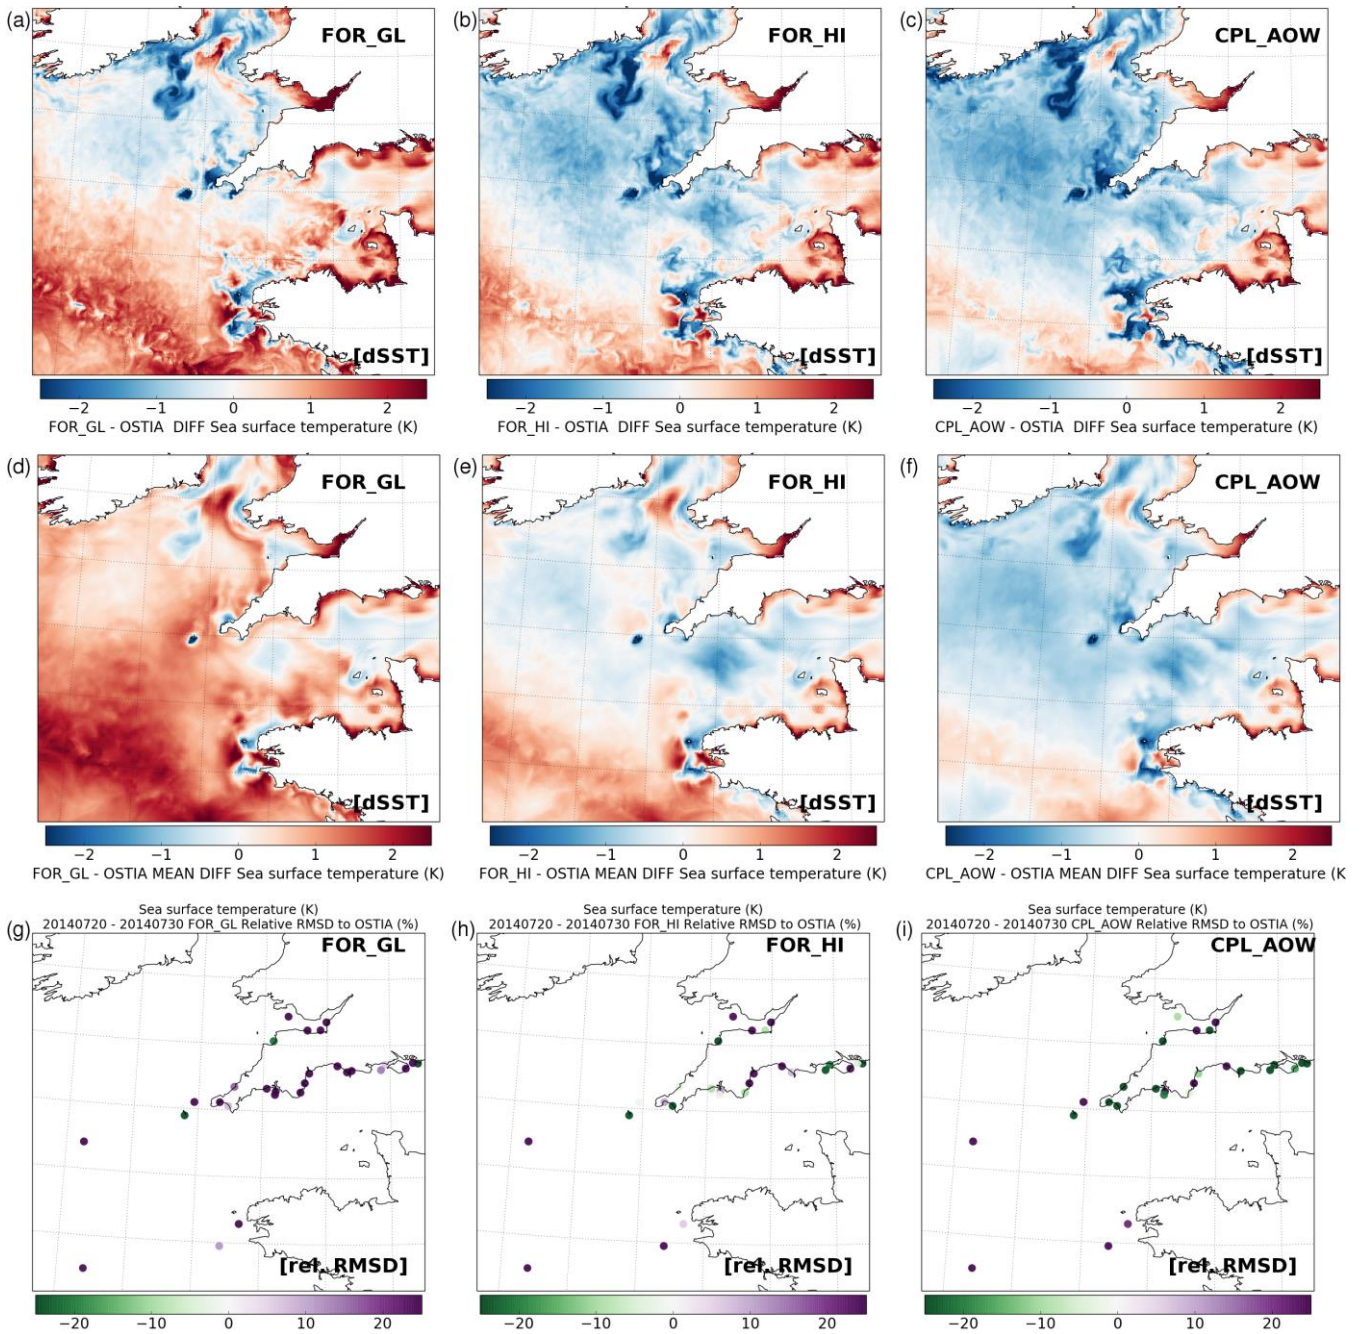 (a) FOR_GL (b) FOR_HI (c) CPL_AOW
[dSST] [dSST] [dSST]
−2 −1 0 1 2 −2 −1 0 1 2 −2 −1 0 1 2
FOR_GL - OSTIA DIFF Sea surface temperature (K) FOR_HI - OSTIA DIFF Sea surface temperature (K) CPL_AOW - OSTIA DIFF Sea surface temperature (K)
(d) FOR_GL (e) FOR_HI (f) CPL_AOW
[dSST] [dSST] [dSST]
−2 −1 0 1 2 −2 −1 0 1 2 −2 −1 0 1 2
FOR_GL - OSTIA MEAN DIFF Sea surface temperature (K) FOR_HI - OSTIA MEAN DIFF Sea surface temperature (K) CPL_AOW - OSTIA MEAN DIFF Sea surface temperature (K
Sea surface temperature (K) Sea surface temperature (K) Sea surface temperature (K)
(g) 20140720 - 20140730 FOR_GL Relative RMSD to OSTIA (%) (h) 20140720 - 20140730 FOR_HI Relative RMSD to OSTIA (%) (i) 20140720 - 20140730 CPL_AOW Relative RMSD to OSTIA (%)
FOR_GL FOR_HI CPL_AOW
[rel. RMSD] [rel. RMSD] [rel. RMSD]
−20 −10 0 10 20 −20 −10 0 10 20 −20 −10 0 10 20